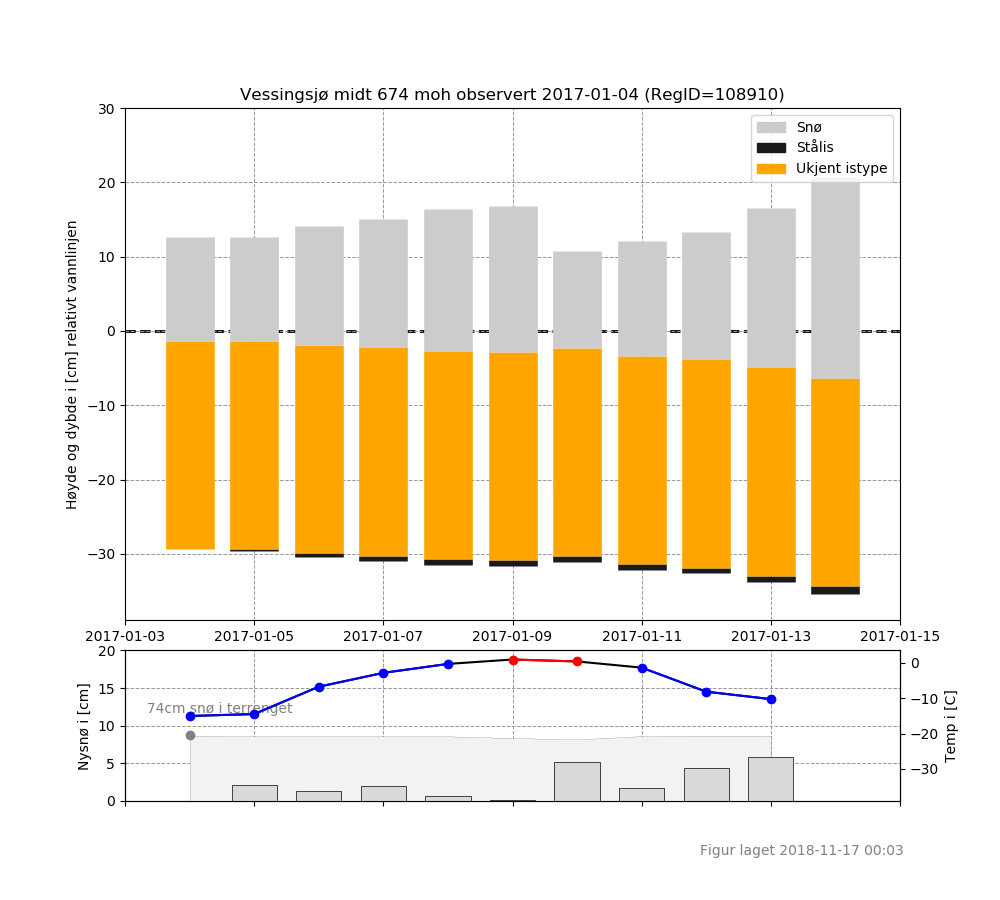 Vessingsjø midt 674 moh observert 2017-01-04 (RegID=108910)
30
20
10
0
−10
−20
−30
Høyde og dybde i [cm] relativt vannlinjen
Snø
Stålis
Ukjent istype
2017-01-03
2017-01-05
2017-01-07
2017-01-09
2017-01-11
2017-01-13
2017-01-15
20
15
10
5
0
Nysnø i [cm]
74cm snø i terrenget
0
−10
−20
−30
Temp i [C]
Figur laget 2018-11-17 00:03